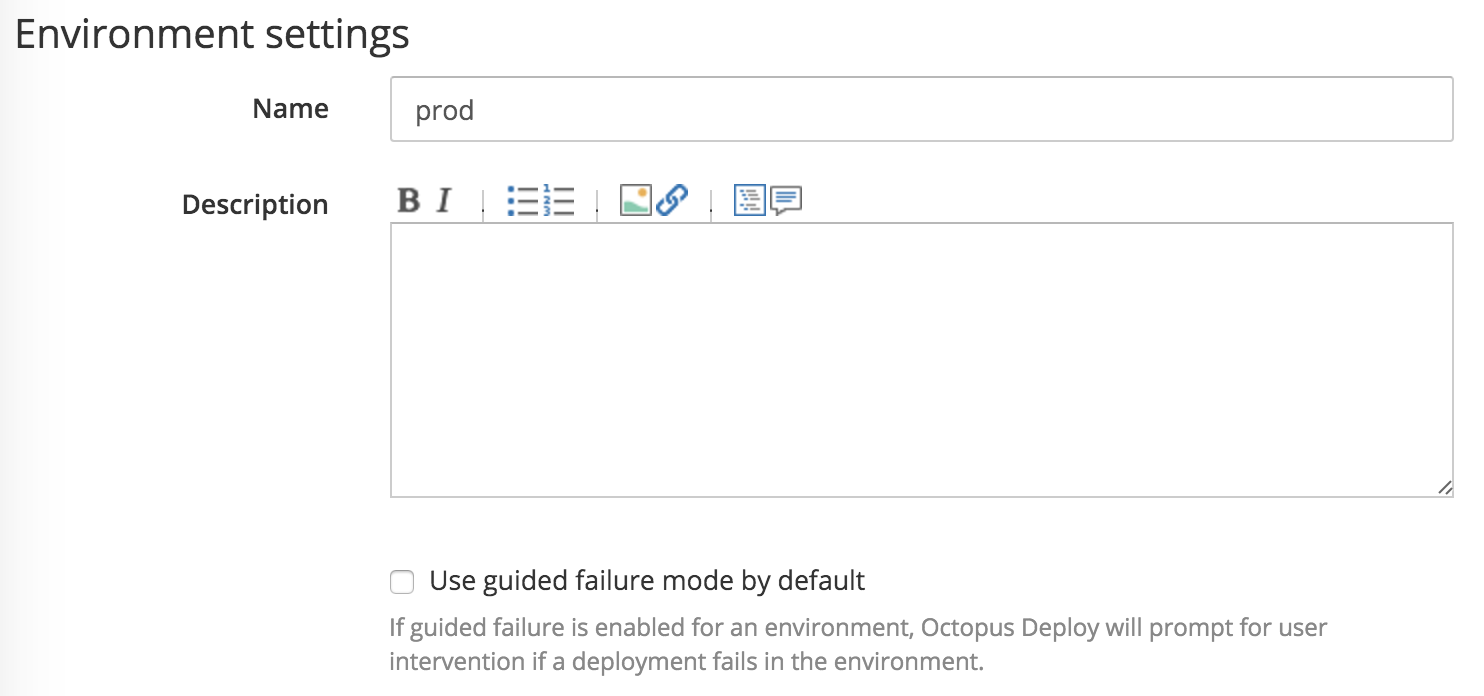 Environment settings
Name
prod
Description
B I
Use guided failure mode by default
If guided failure is enabled for an environment, Octopus Deploy will prompt for user
intervention if a deployment fails in the environment.